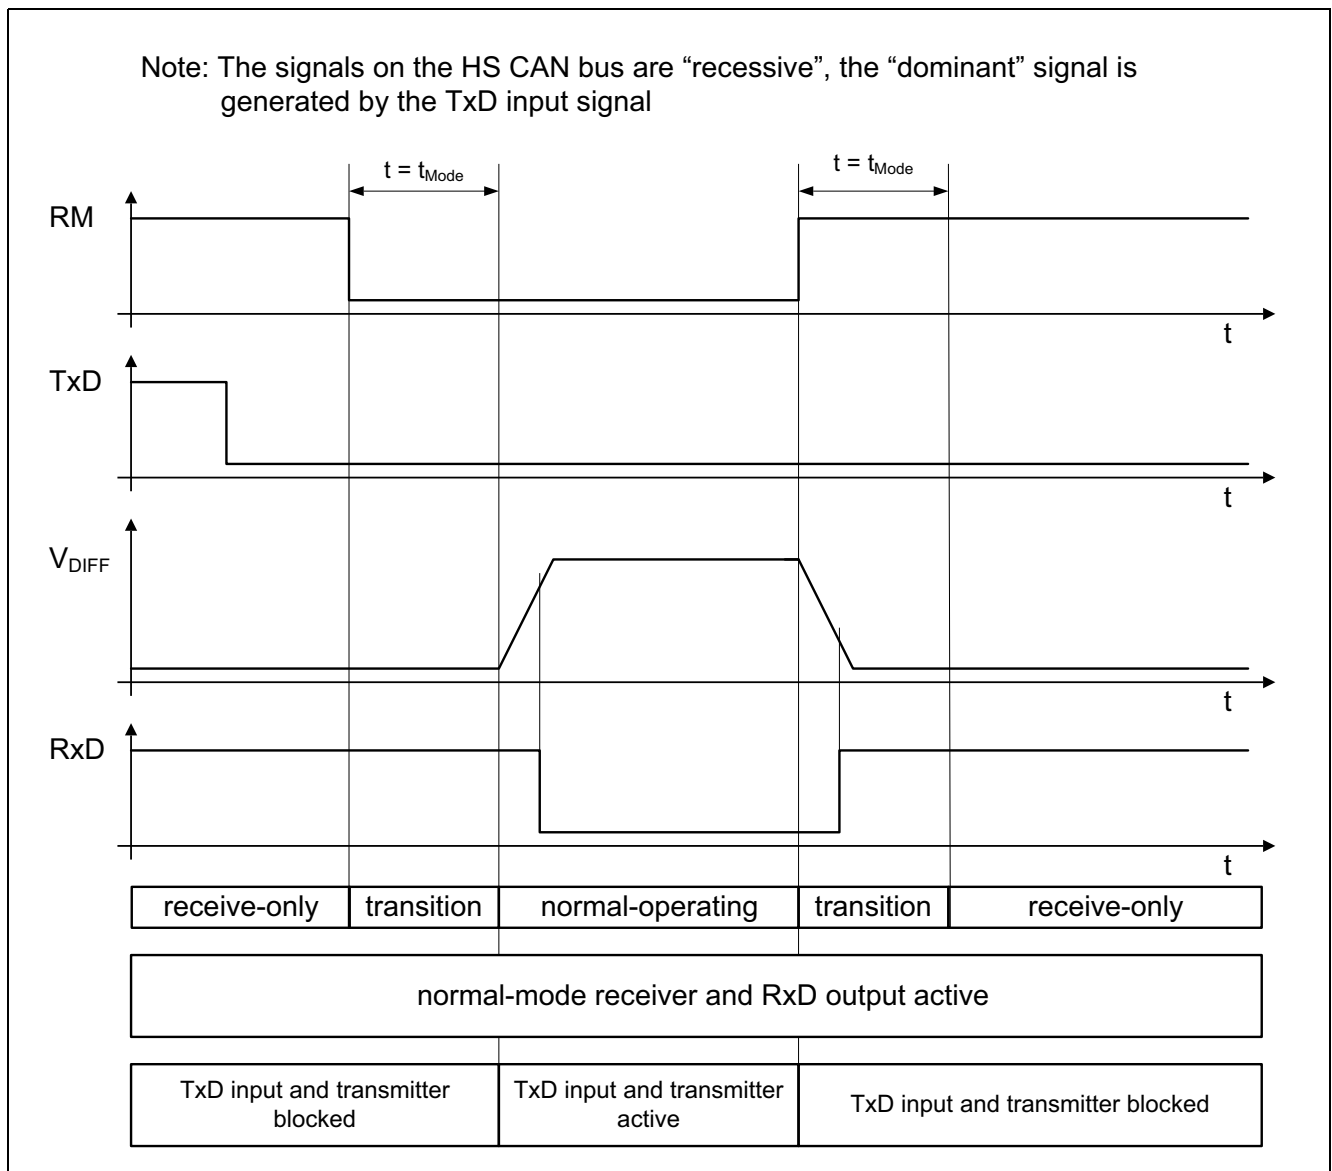 Note: The signals on the HS CAN bus are “recessive”, the “dominant” signal is
generated by the TxD input signal
t = tMode
t = tMode
RM
t
TxD
t
VDIFF
t
RxD
t
receive-only
transition
normal-operating
transition
receive-only
normal-mode receiver and RxD output active
TxD input and transmitter
blocked
TxD input and transmitter
active
TxD input and transmitter blocked